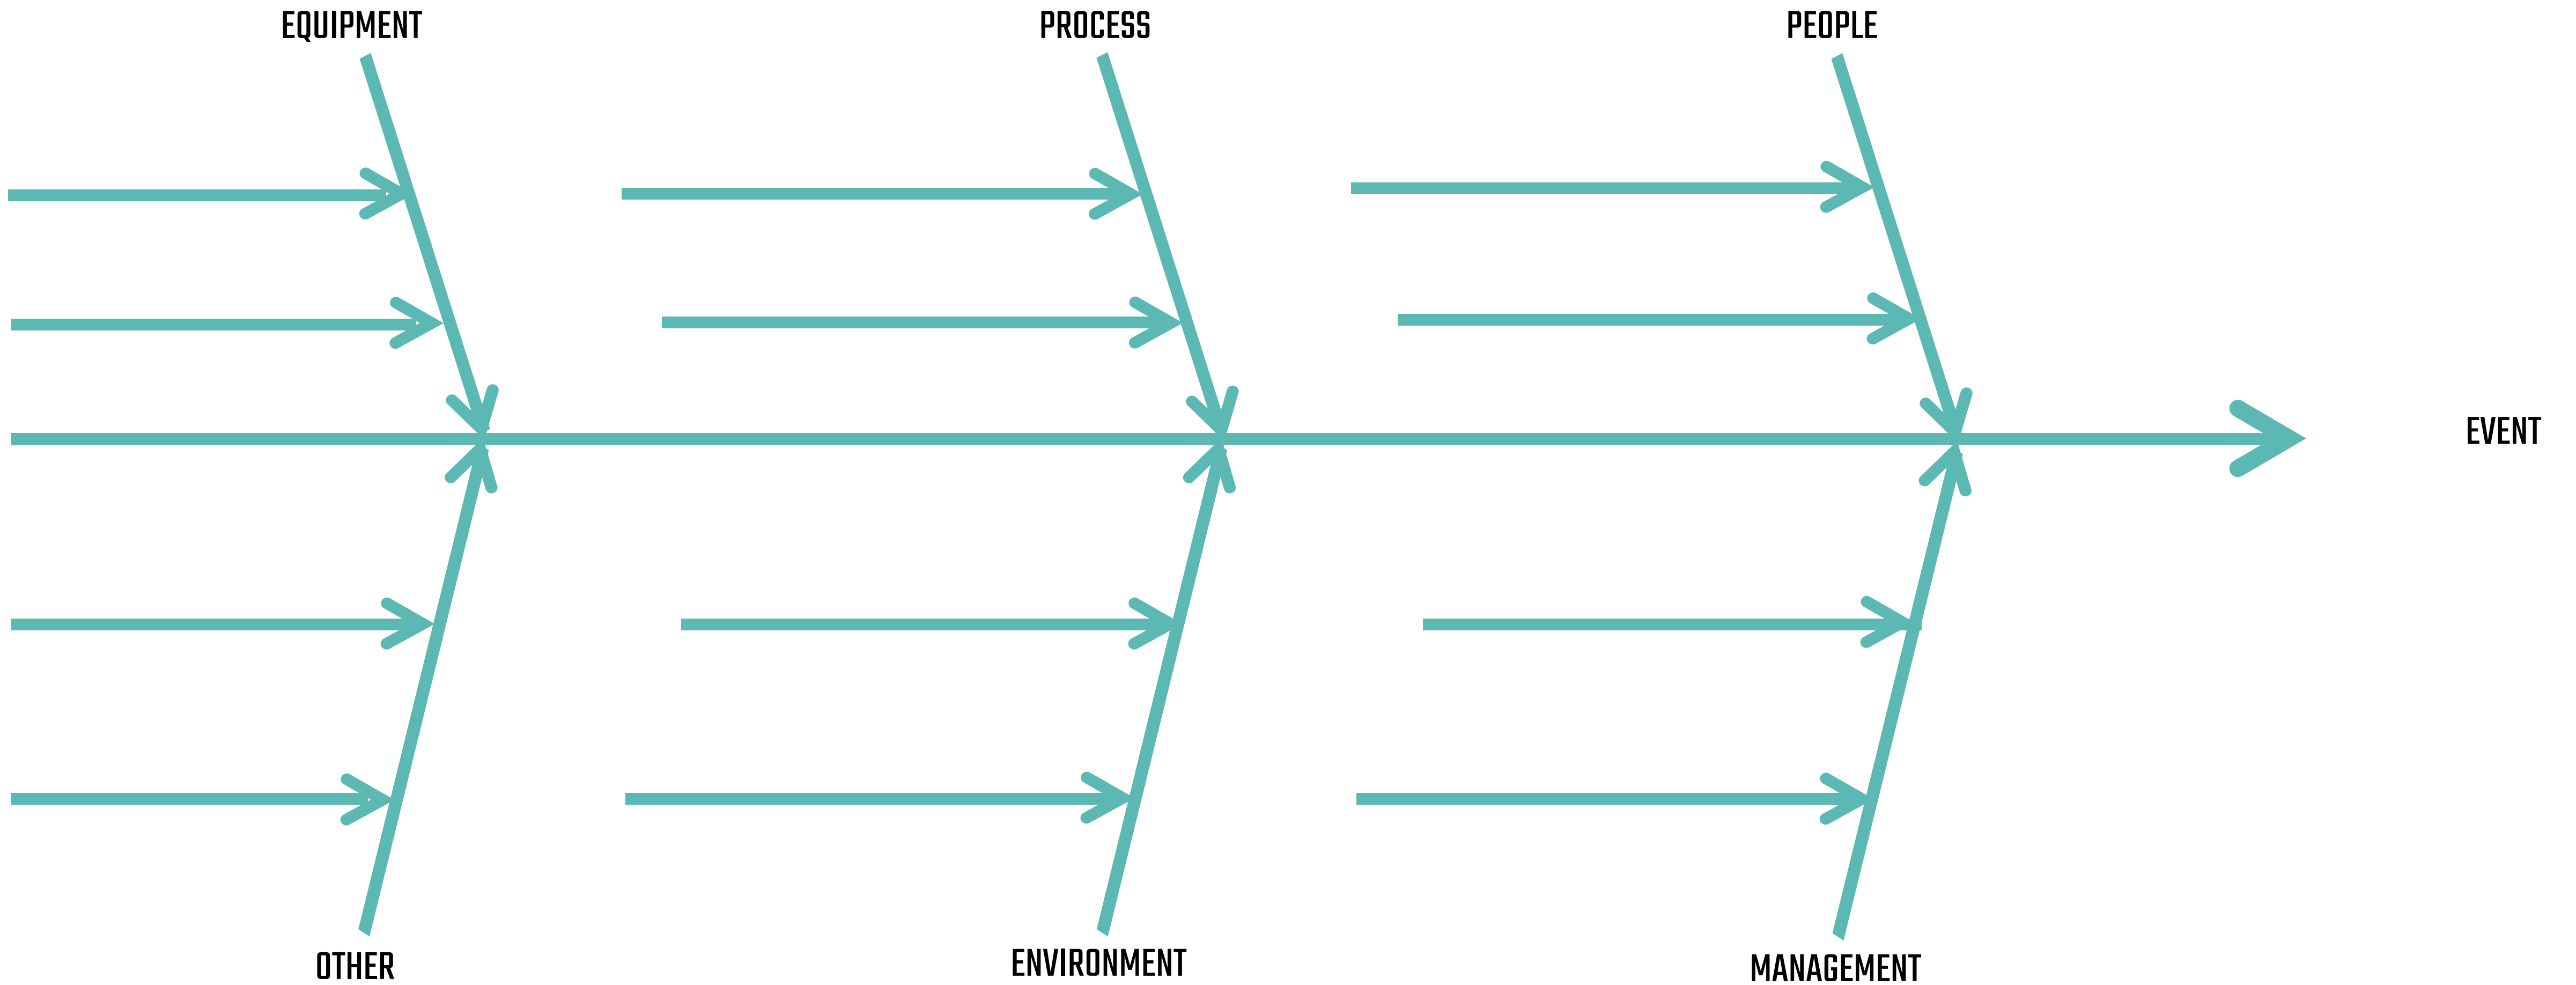 EQUIPMENT
PROCESS
PEOPLE
EVENT
OTHER
ENVIRONMENT
MANAGEMENT